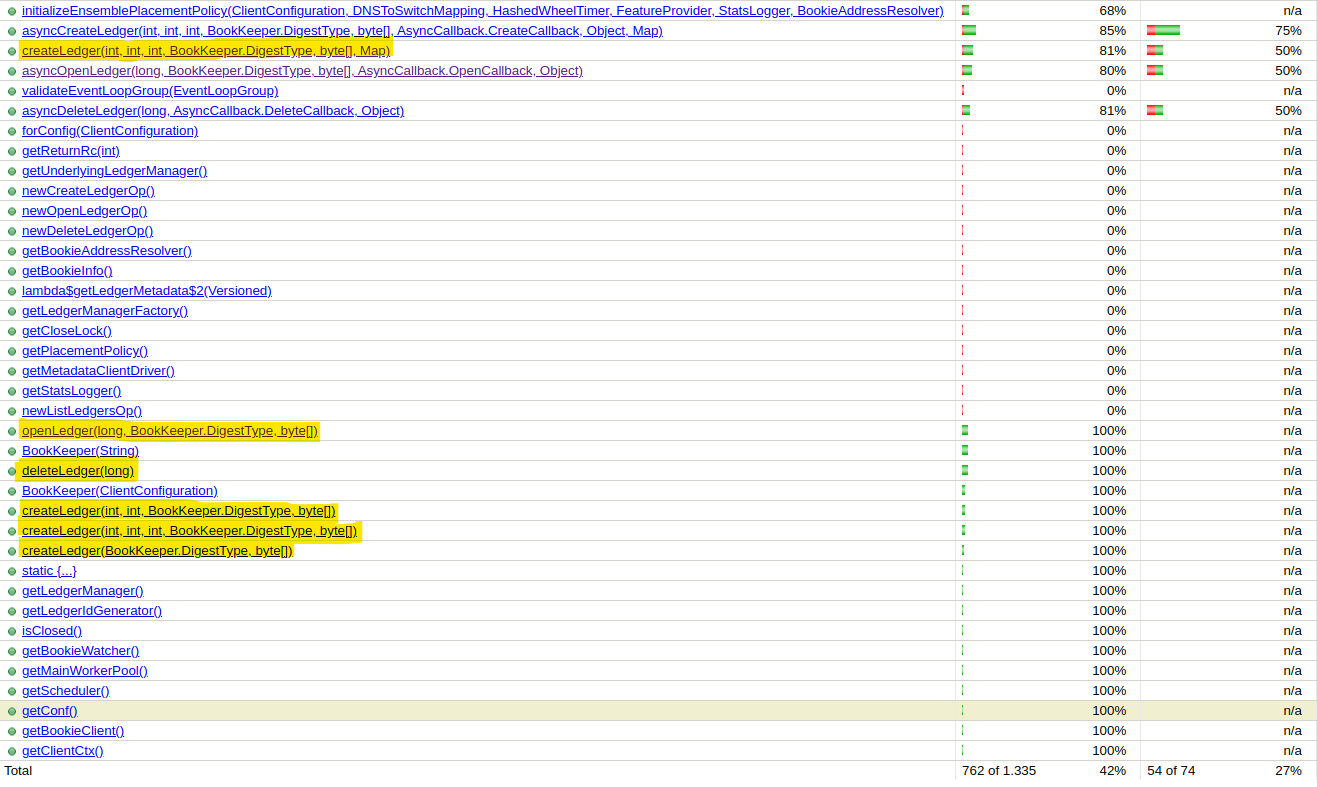 initializeEnsemblePlacementPolicy(ClientConfiguration, DNSToSwitchMapping, HashedWheelTimer, FeatureProvider, StatsLogger, BookieAddressResolver) 68% n/a
asyncCreateLedger(int, int, int, BookKeeper.DigestType, byte[], AsyncCallback.CreateCallback, Object, Map) 85% 75%
createLedger(int, int, int, BookKeeper.DigestType, byte[], Map) 81% 50%
asyncOpenLedger(long, BookKeeper.DigestType, byte[], AsyncCallback.OpenCallback, Object) 80% 50%
validateEventLoopGroup(EventLoopGroup) 0% n/a
asyncDeleteLedger(long, AsyncCallback.DeleteCallback, Object) 81% 50%
forConfig(ClientConfiguration) 0% n/a
getReturnRc(int) 0% n/a
getUnderlyingLedgerManager() 0% n/a
newCreateLedgerOp() 0% n/a
newOpenLedgerOp() 0% n/a
newDeleteLedgerOp() 0% n/a
getBookieAddressResolver() 0% n/a
getBookieInfo() 0% n/a
lambda$getLedgerMetadata$2(Versioned) 0% n/a
getLedgerManagerFactory() 0% n/a
getCloseLock() 0% n/a
getPlacementPolicy() 0% n/a
getMetadataClientDriver() 0% n/a
getStatsLogger() 0% n/a
newListLedgersOp() 0% n/a
openLedger(long, BookKeeper.DigestType, byte[]) 100% n/a
BookKeeper(String) 100% n/a
deleteLedger(long) 100% n/a
BookKeeper(ClientConfiguration) 100% n/a
createLedger(int, int, BookKeeper.DigestType, byte[]) 100% n/a
createLedger(int, int, int, BookKeeper.DigestType, byte[]) 100% n/a
createLedger(BookKeeper.DigestType, byte[]) 100% n/a
static {...} 100% n/a
getLedgerManager() 100% n/a
getLedgerIdGenerator() 100% n/a
isClosed() 100% n/a
getBookieWatcher() 100% n/a
getMainWorkerPool() 100% n/a
getScheduler() 100% n/a
getConf() 100% n/a
getBookieClient() 100% n/a
getClientCtx() 100% n/a
Total 762 of 1.335 42% 54 of 74 27%